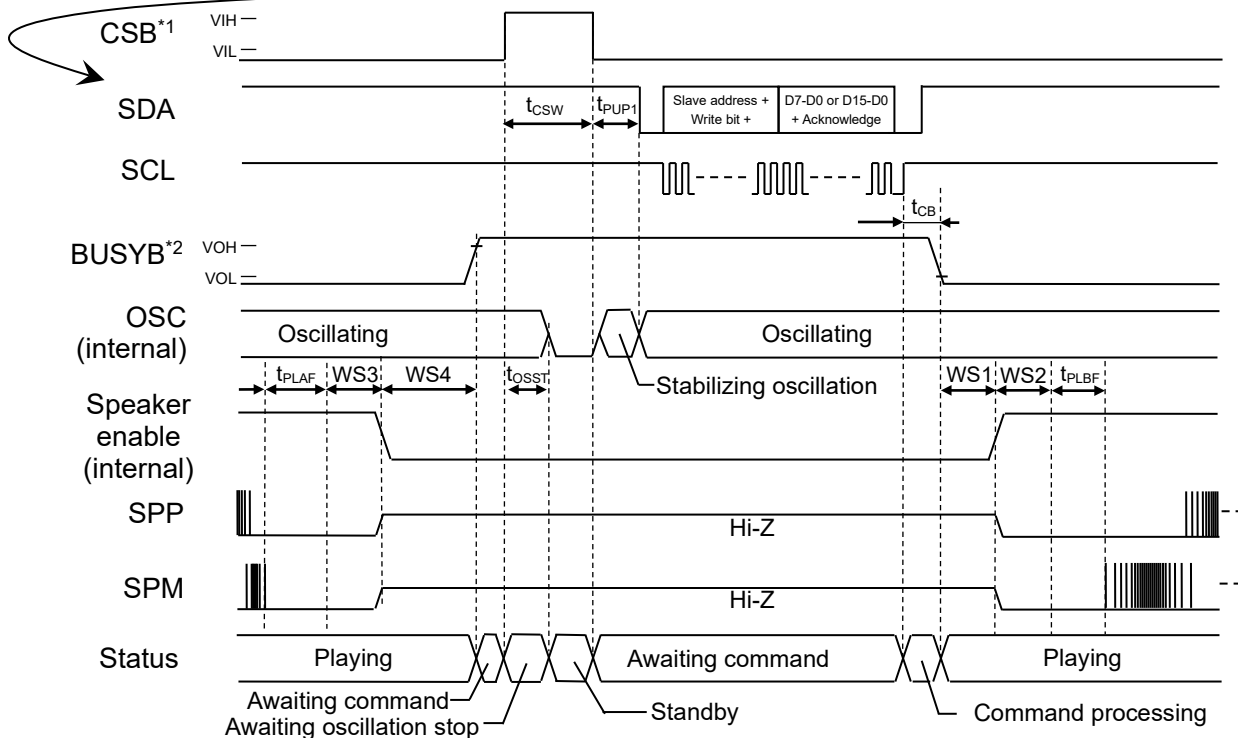 CSB*1
VIH
VIL
SDA
tCSW
tPUP1
Slave address +
Write bit +
D7-D0 or D15-D0
+ Acknowledge
SCL
tCB
BUSYB*2
VOH
VOL
OSC
(internal)
Oscillating
Oscillating
Stabilizing oscillation
tPLAF
WS3
WS4
tOSST
WS1
WS2
tPLBF
Speaker
enable
(internal)
SPP
Hi-Z
SPM
Hi-Z
Status
Playing
Awaiting command
Playing
Awaiting command
Awaiting oscillation stop
Standby
Command processing